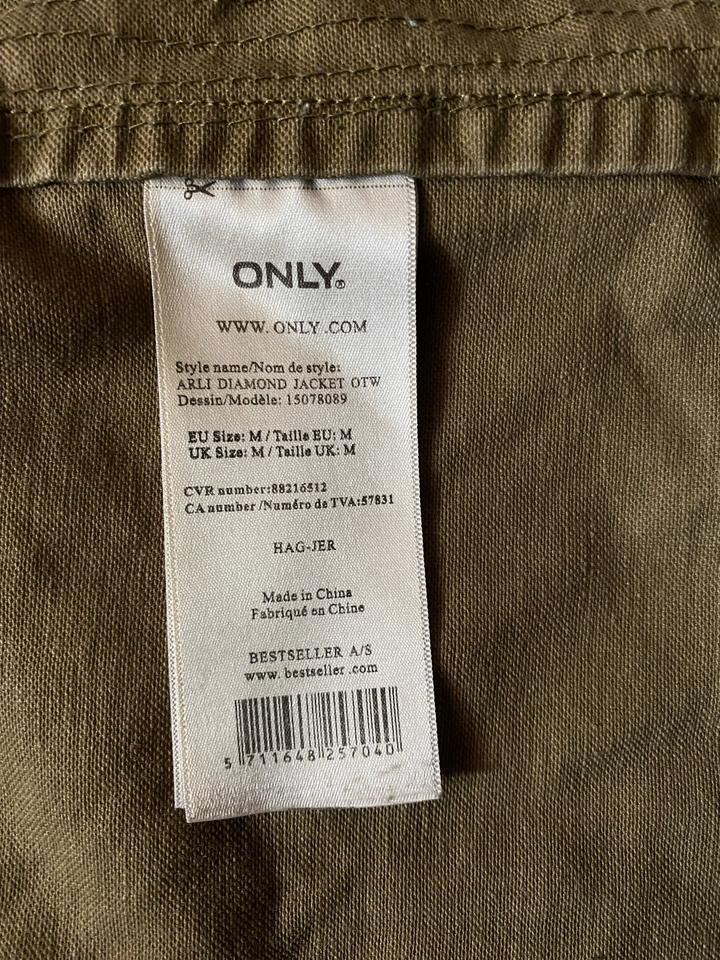 ONLY®
WWW. ONLY .COM
Style name/Nom de style:
ARLI DIAMOND JACKET OTW
Dessin/Modèle: 15078089
EU Size: M / Taille EU: M
UK Size: M / Taille UK: M
CVR number:88216512
CA number /Numéro de TVA:57831
HAG-JER
Made in China
Fabriqué en Chine
BESTSELLER A/S
www. bestseller .com
5 711648 257040